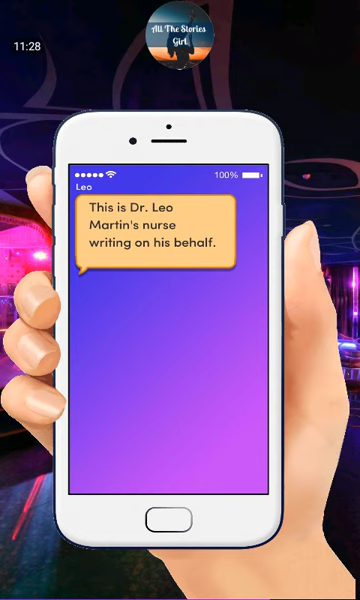 11:28
All The Stories
Girl
100%
Leo
This is Dr. Leo
Martin's nurse
writing on his behalf.